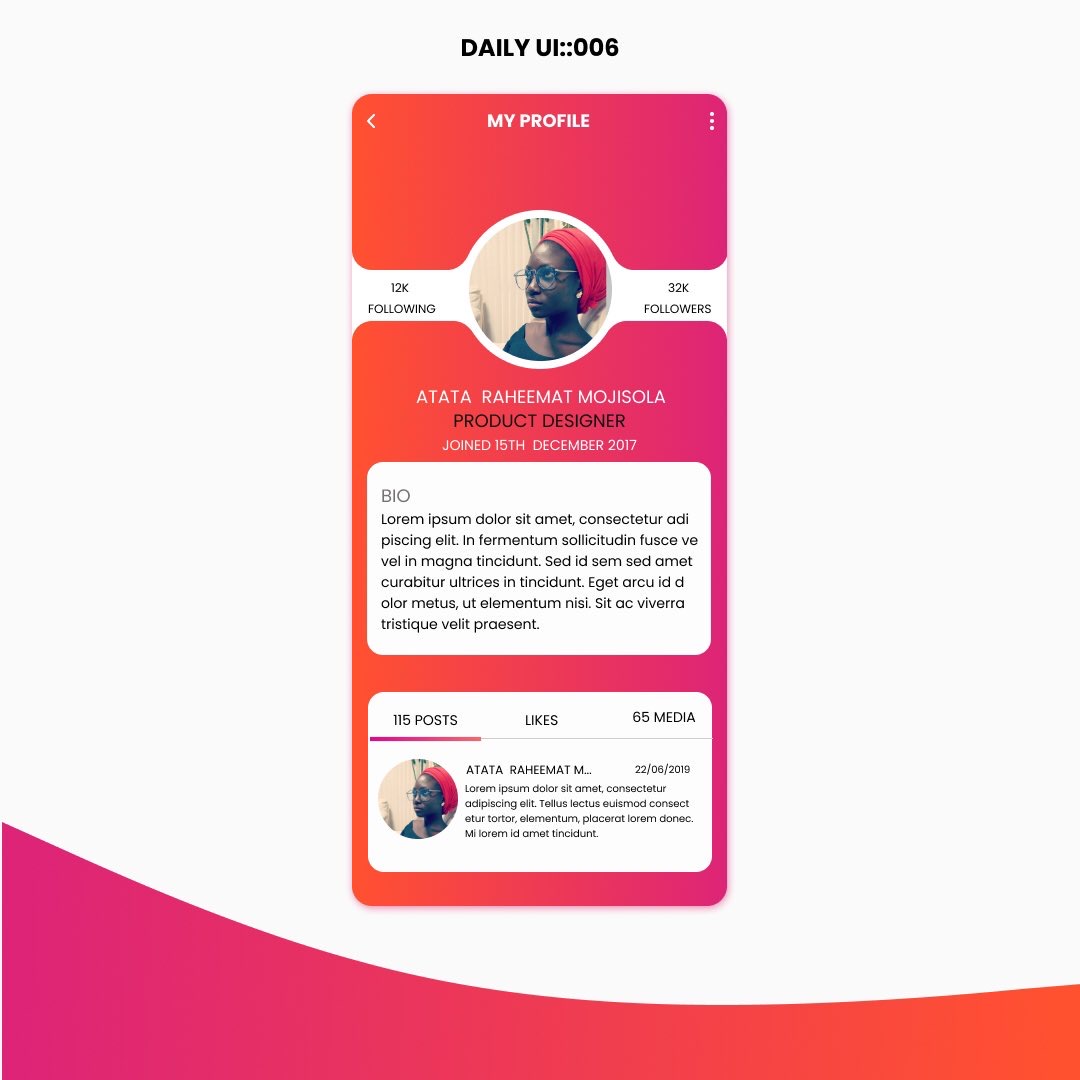 DAILY UI::006
MY PROFILE
12K
FOLLOWING
32K
FOLLOWERS
ATATA  RAHEEMAT MOJISOLA
PRODUCT DESIGNER
JOINED 15TH  DECEMBER 2017
BIO
Lorem ipsum dolor sit amet, consectetur adi
piscing elit. In fermentum sollicitudin fusce ve
vel in magna tincidunt. Sed id sem sed amet
curabitur ultrices in tincidunt. Eget arcu id d
olor metus, ut elementum nisi. Sit ac viverra
tristique velit praesent.
115 POSTS
LIKES
65 MEDIA
ATATA  RAHEEMAT M...
22/06/2019
Lorem ipsum dolor sit amet, consectetur
adipiscing elit. Tellus lectus euismod consect
etur tortor, elementum, placerat lorem donec.
Mi lorem id amet tincidunt.